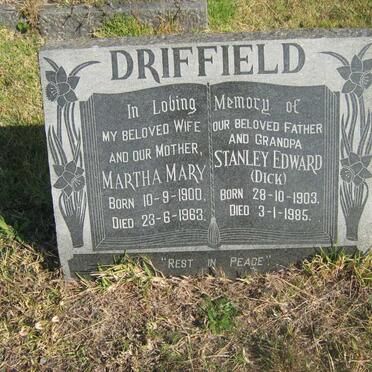 DRIFFIELD
In Loving Memory of
MY BELOVED WIFE
AND OUR MOTHER,
MARTHA MARY
BORN 10-9-1900.
DIED 23-6-1963.
OUR BELOVED FATHER
AND GRANDPA
STANLEY EDWARD
(DICK)
BORN 28-10-1903.
DIED 3-1-1985.
"REST IN PEACE"